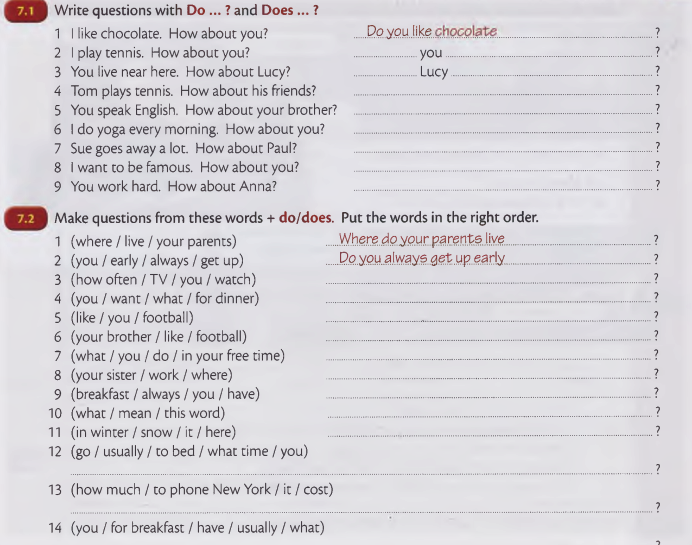 7.1 Write questions with Do ... ? and Does ... ?
1 I like chocolate. How about you? Do you like chocolate ?
2 I play tennis. How about you? you ?
3 You live near here. How about Lucy? Lucy ?
4 Tom plays tennis. How about his friends? ?
5 You speak English. How about your brother? ?
6 I do yoga every morning. How about you? ?
7 Sue goes away a lot. How about Paul? ?
8 I want to be famous. How about you? ?
9 You work hard. How about Anna? ?
7.2 Make questions from these words + do/does. Put the words in the right order.
1 (where / live / your parents) Where do your parents live ?
2 (you / early / always / get up) Do you always get up early ?
3 (how often / TV / you / watch) ?
4 (you / want / what / for dinner) ?
5 (like / you / football) ?
6 (your brother / like / football) ?
7 (what / you / do / in your free time) ?
8 (your sister / work / where) ?
9 (breakfast / always / you / have) ?
10 (what / mean / this word) ?
11 (in winter / snow / it / here) ?
12 (go / usually / to bed / what time / you)
?
13 (how much / to phone New York / it / cost)
?
14 (you / for breakfast / have / usually / what)
?